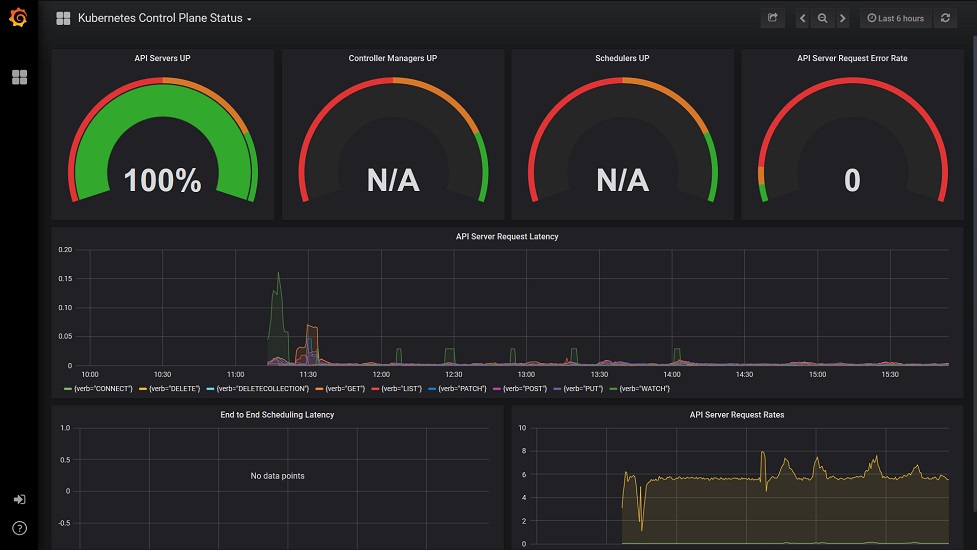 Kubernetes Control Plane Status
Last 6 hours
API Servers UP
Controller Managers UP
Schedulers UP
API Server Request Error Rate
100%
N/A
N/A
0
API Server Request Latency
0.20
0.15
0.10
0.05
0
10:00 10:30 11:00 11:30 12:00 12:30 13:00 13:30 14:00 14:30 15:00 15:30
{verb="CONNECT"} {verb="DELETE"} {verb="DELETECOLLECTION"} {verb="GET"} {verb="LIST"} {verb="PATCH"} {verb="POST"} {verb="PUT"} {verb="WATCH"}
End to End Scheduling Latency
1.0
0.5
0
-0.5
No data points
API Server Request Rates
10
8
6
4
2
0